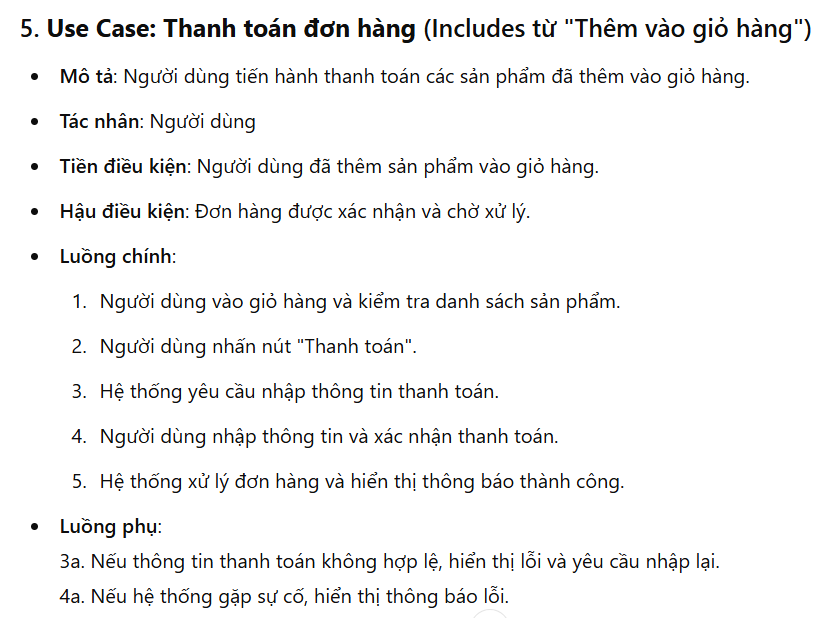 5. Use Case: Thanh toán đơn hàng (Includes từ "Thêm vào giỏ hàng")
• Mô tả: Người dùng tiến hành thanh toán các sản phẩm đã thêm vào giỏ hàng.
• Tác nhân: Người dùng
• Tiền điều kiện: Người dùng đã thêm sản phẩm vào giỏ hàng.
• Hậu điều kiện: Đơn hàng được xác nhận và chờ xử lý.
• Luồng chính:
1. Người dùng vào giỏ hàng và kiểm tra danh sách sản phẩm.
2. Người dùng nhấn nút "Thanh toán".
3. Hệ thống yêu cầu nhập thông tin thanh toán.
4. Người dùng nhập thông tin và xác nhận thanh toán.
5. Hệ thống xử lý đơn hàng và hiển thị thông báo thành công.
• Luồng phụ:
3a. Nếu thông tin thanh toán không hợp lệ, hiển thị lỗi và yêu cầu nhập lại.
4a. Nếu hệ thống gặp sự cố, hiển thị thông báo lỗi.